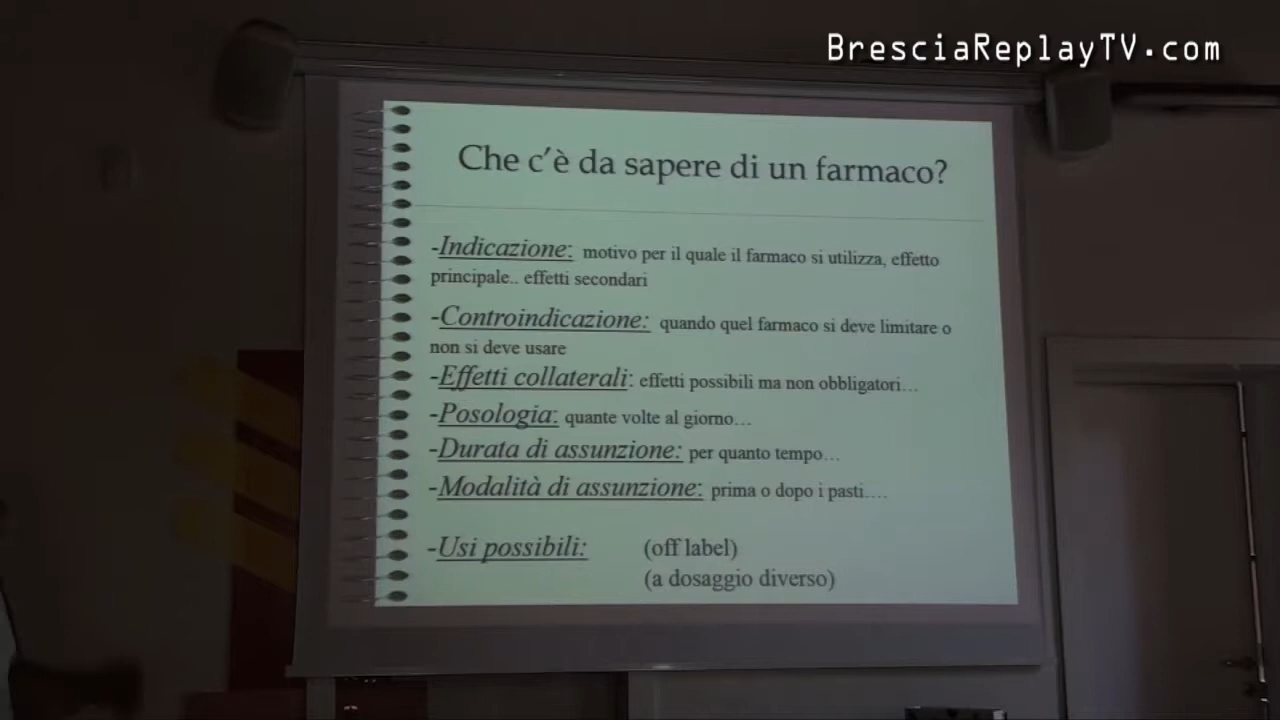 BresciaReplayTV.com
Che c'è da sapere di un farmaco?
-Indicazione: motivo per il quale il farmaco si utilizza, effetto
principale.. effetti secondari
-Controindicazione: quando quel farmaco si deve limitare o
non si deve usare
-Effetti collaterali: effetti possibili ma non obbligatori…
-Posologia: quante volte al giorno…
-Durata di assunzione: per quanto tempo…
-Modalità di assunzione: prima o dopo i pasti….
-Usi possibili: (off label)
(a dosaggio diverso)